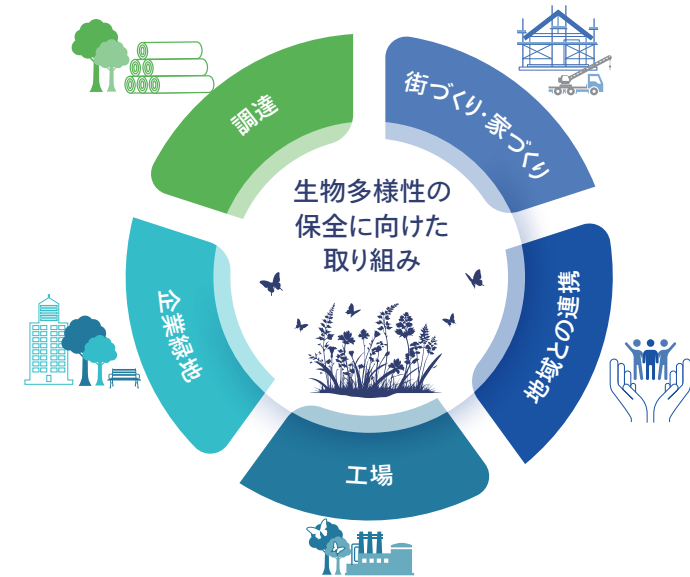 生物多様性の
保全に向けた
取り組み
調達
街づくり・家づくり
地域との連携
工場
企業緑地